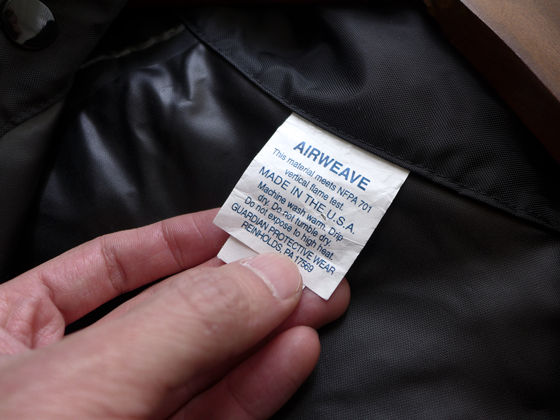 AIRWEAVE
This material meets NFPA 701
vertical flame test.
MADE IN THE U.S.A.
Machine wash warm. Drip
dry. Do not tumble dry.
Do not expose to high heat.
GUARDIAN PROTECTIVE WEAR
REINHOLDS, PA 17569